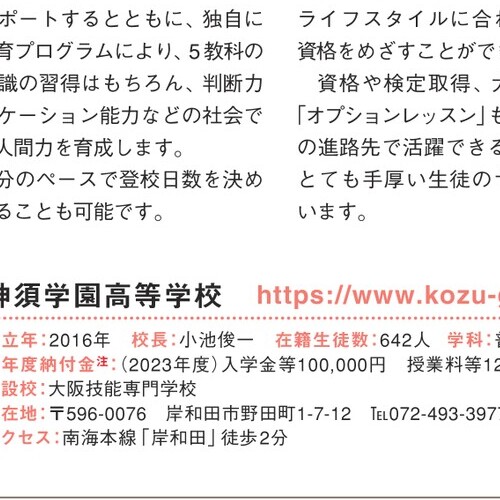 ポートするとともに、独自に
育プログラムにより、5教科の
識の習得はもちろん、判断力
ケーション能力などの社会で
人間力を育成します。
分のペースで登校日数を決め
ることも可能です。
ライフスタイルに合わ
資格をめざすことがで
資格や検定取得、
「オプションレッスン」も
の進路先で活躍できる
とても手厚い生徒の
います。
神須学園高等学校 https://www.kozu-g
立年：2016年 校長：小池俊一 在籍生徒数：642人 学科：
年度納付金注：（2023年度）入学金等100,000円 授業料等12
設校：大阪技能専門学校
在地：〒596-0076 岸和田市野田町1-7-12 ℡072-493-3977
クセス：南海本線「岸和田」徒歩2分